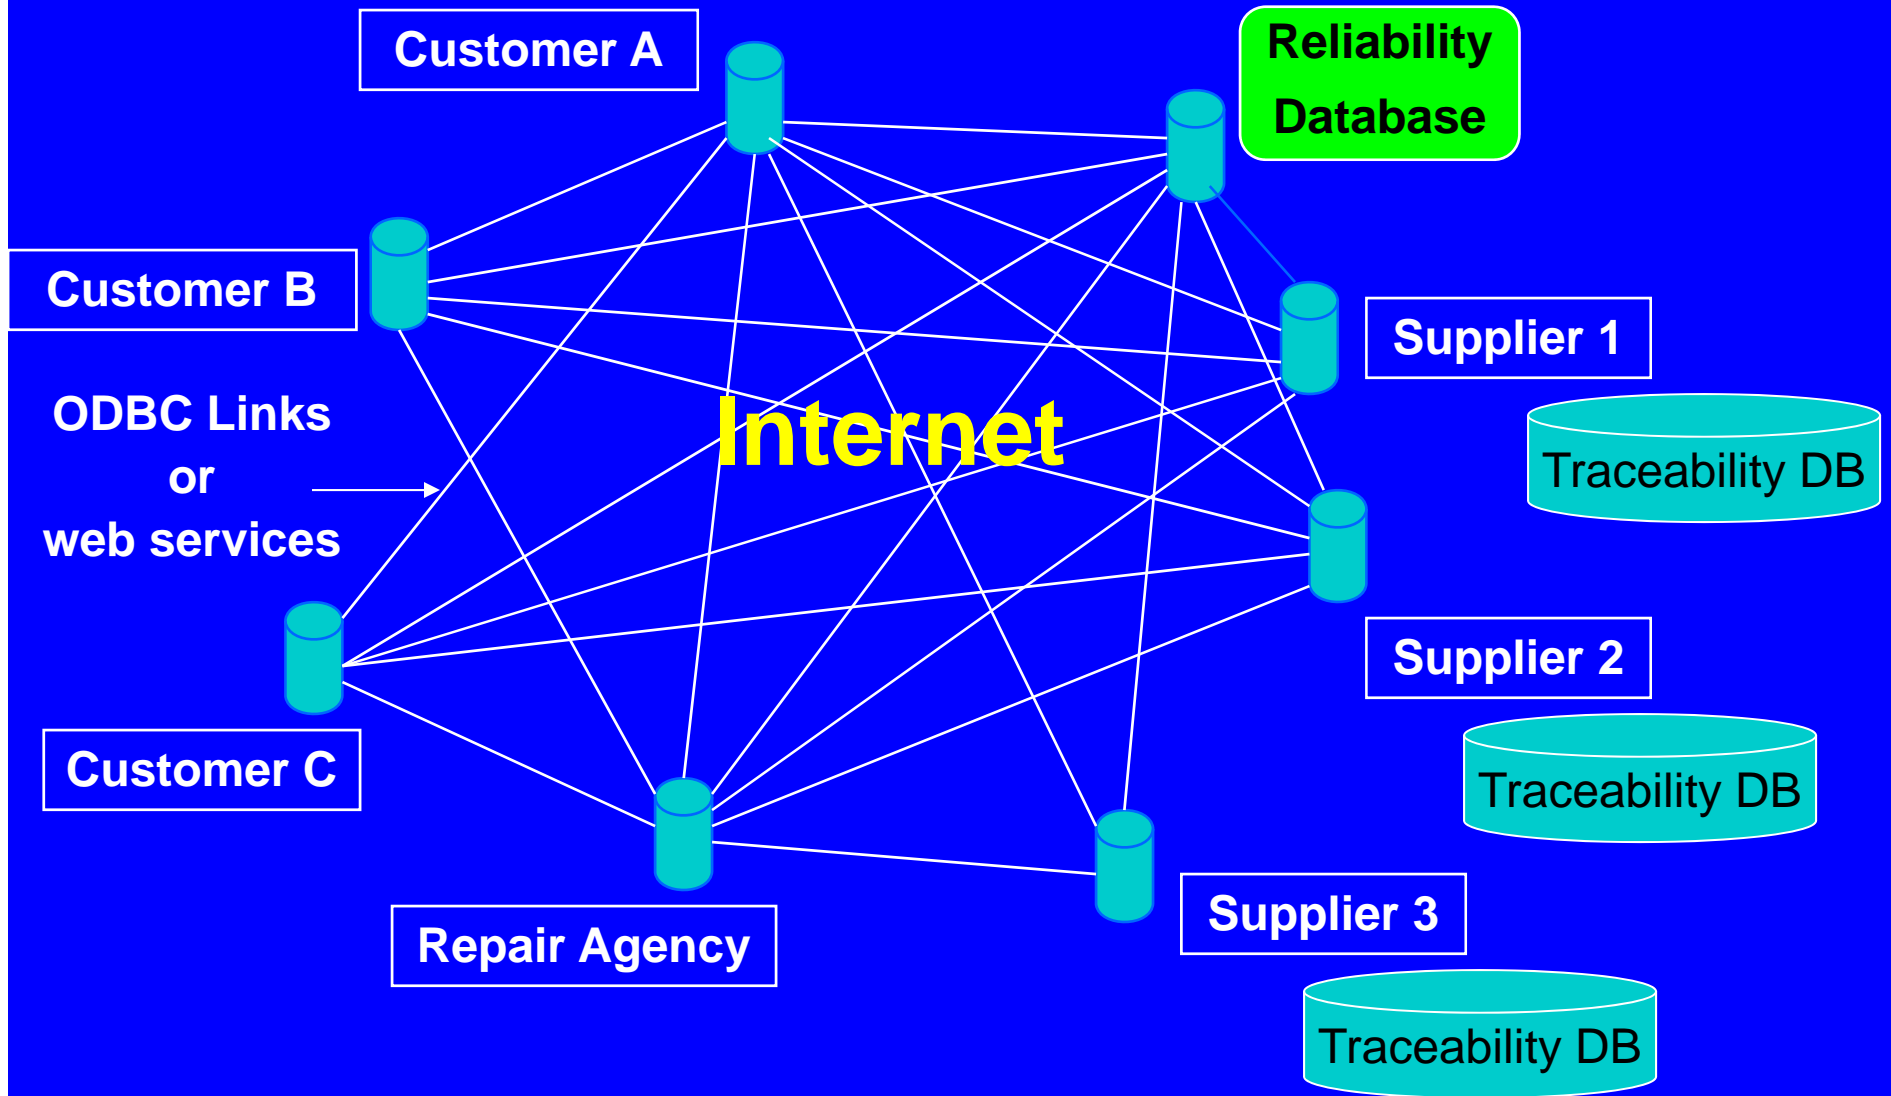 Customer A
Reliability
Database
Customer B
Supplier 1
ODBC Links
or
web services
Internet
Traceability DB
Supplier 2
Customer C
Traceability DB
Supplier 3
Repair Agency
Traceability DB